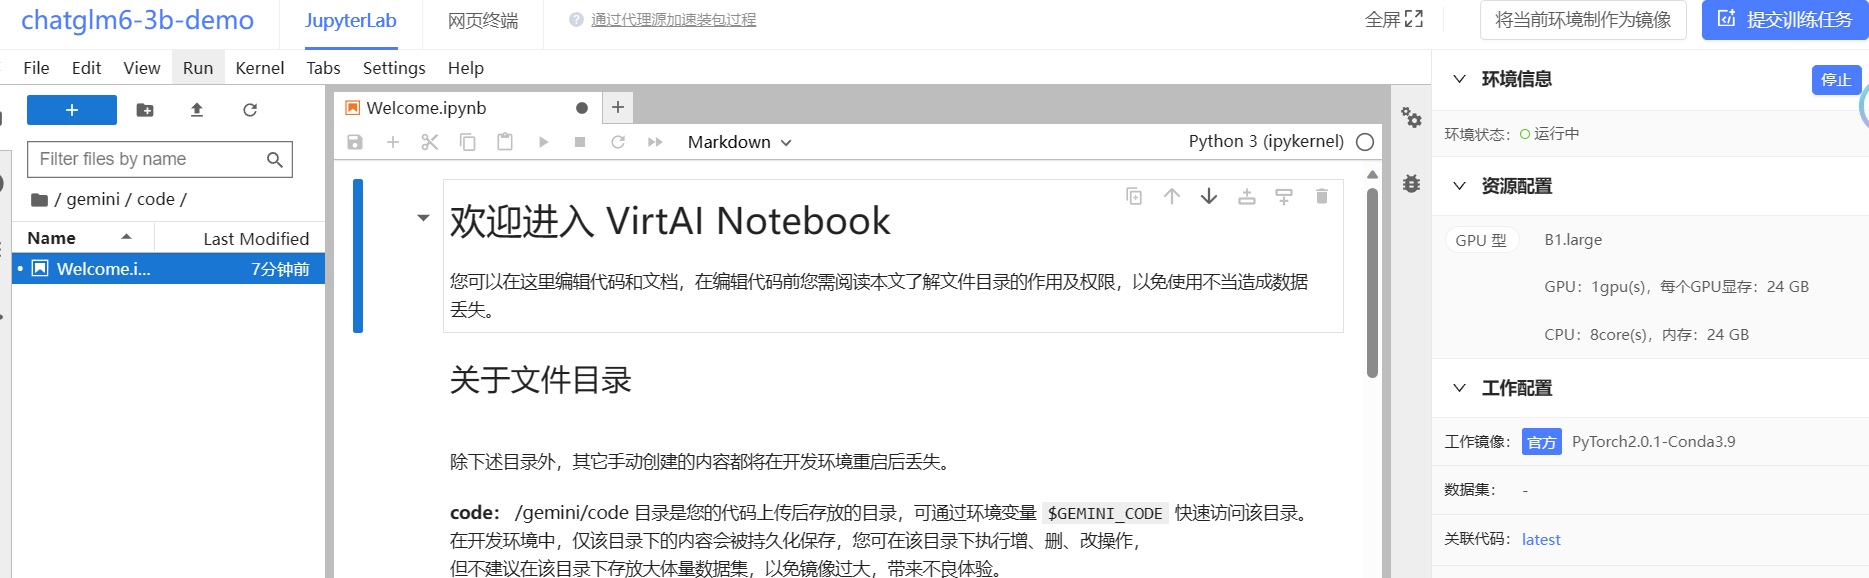 chatglm6-3b-demo
JupyterLab
网页终端
通过代理源加速装包过程
全屏
将当前环境制作为镜像
提交训练任务
File Edit View Run Kernel Tabs Settings Help
Filter files by name
/ gemini / code /
Name Last Modified
Welcome.i... 7分钟前
Welcome.ipynb
Markdown
Python 3 (ipykernel)
欢迎进入 VirtAI Notebook
您可以在这里编辑代码和文档，在编辑代码前您需阅读本文了解文件目录的作用及权限，以免使用不当造成数据
丢失。
关于文件目录
除下述目录外，其它手动创建的内容都将在开发环境重启后丢失。
code： /gemini/code 目录是您的代码上传后存放的目录，可通过环境变量 $GEMINI_CODE 快速访问该目录。
在开发环境中，仅该目录下的内容会被持久化保存，您可在该目录下执行增、删、改操作，
但不建议在该目录下存放大体量数据集，以免镜像过大，带来不良体验。
环境信息
停止
环境状态： 运行中
资源配置
GPU 型 B1.large
GPU：1gpu(s)，每个GPU显存：24 GB
CPU：8core(s)，内存：24 GB
工作配置
工作镜像： 官方 PyTorch2.0.1-Conda3.9
数据集： -
关联代码： latest